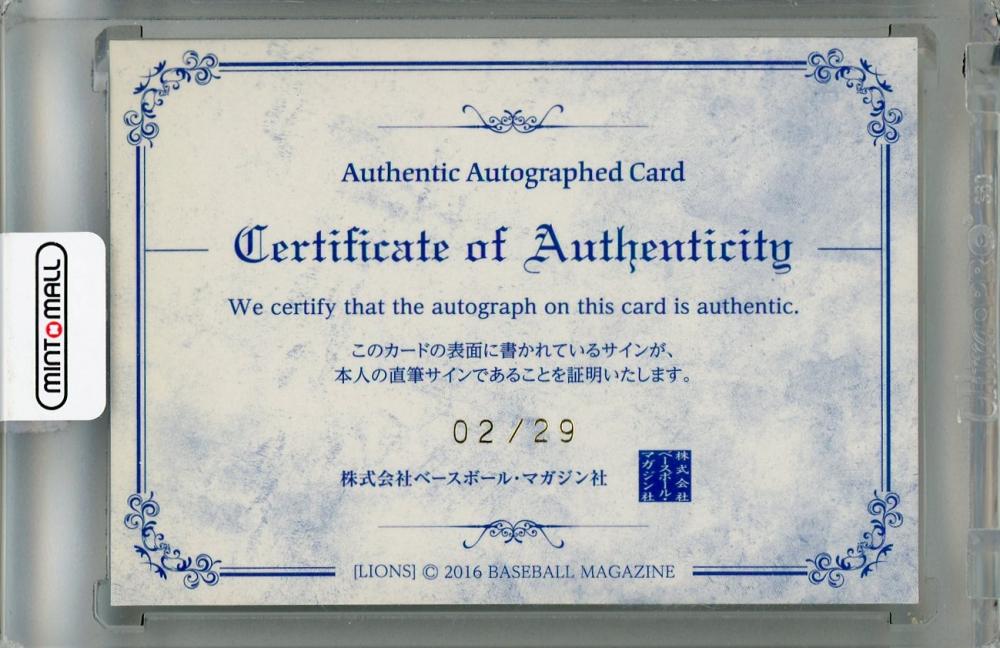 Authentic Autographed Card
Certificate of Authenticity
We certify that the autograph on this card is authentic.
このカードの表面に書かれているサインが、
本人の直筆サインであることを証明いたします。
02/29
株式会社ベースボール・マガジン社
株式会社
ベースボール・
マガジン社
[LIONS] © 2016 BASEBALL MAGAZINE
MINTMALL